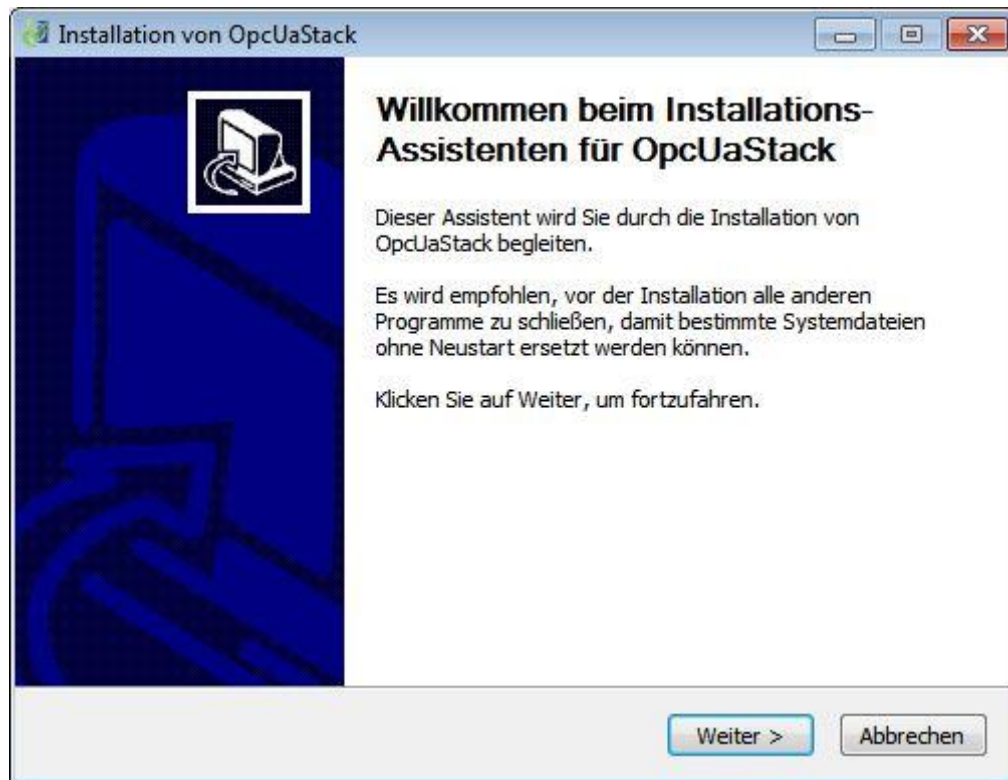 Installation von OpcUaStack
Willkommen beim Installations-
Assistenten für OpcUaStack
Dieser Assistent wird Sie durch die Installation von
OpcUaStack begleiten.
Es wird empfohlen, vor der Installation alle anderen
Programme zu schließen, damit bestimmte Systemdateien
ohne Neustart ersetzt werden können.
Klicken Sie auf Weiter, um fortzufahren.
Weiter >
Abbrechen